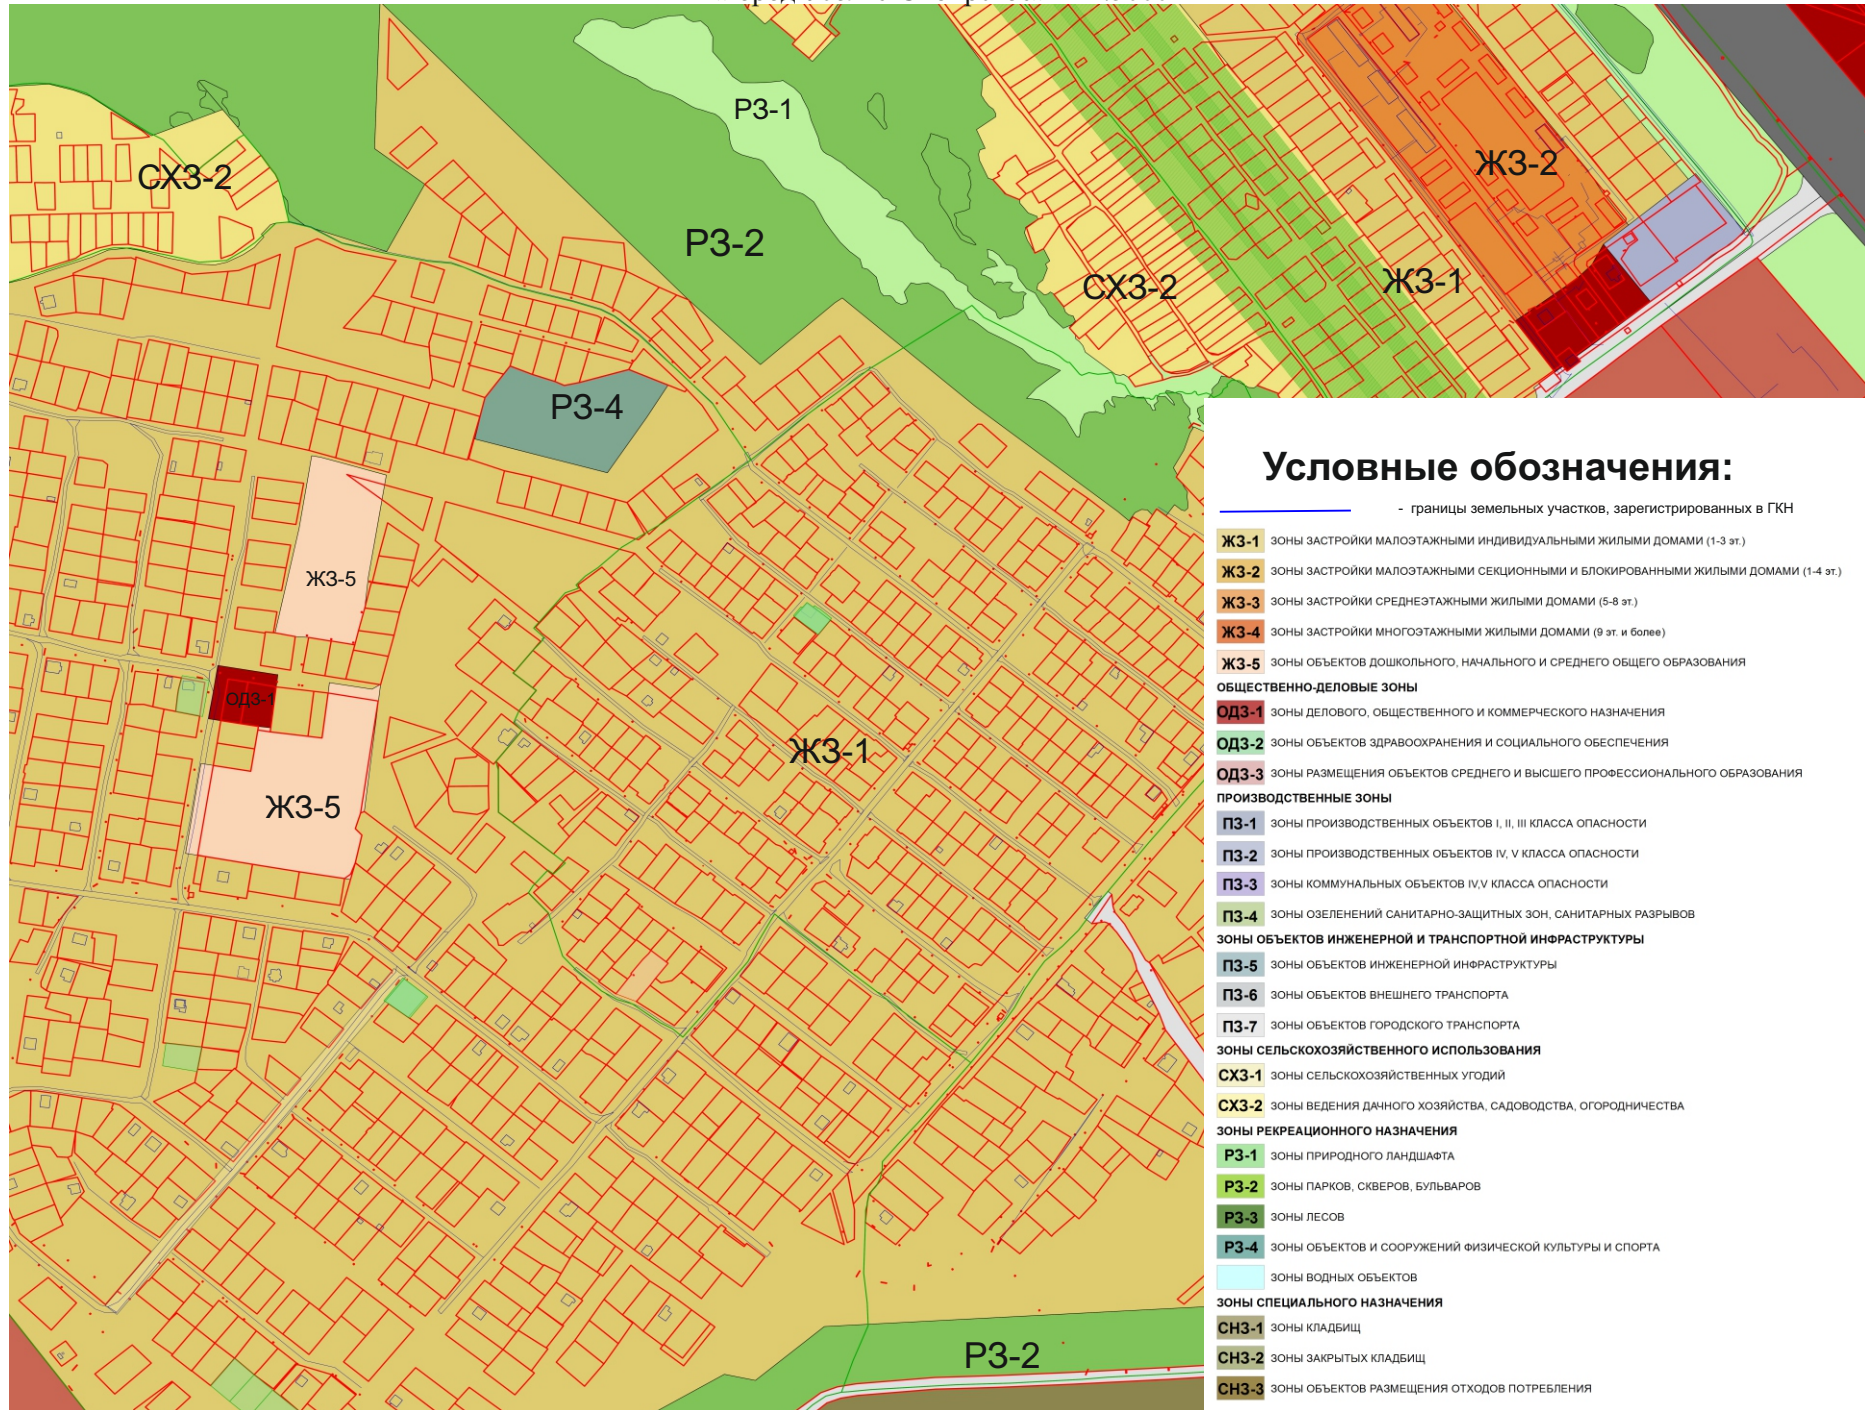 РЗ-1
СХЗ-2
ЖЗ-2
РЗ-2
СХЗ-2
ЖЗ-1
РЗ-4
ЖЗ-5
ОДЗ-1
ЖЗ-1
ЖЗ-5
РЗ-2
Условные обозначения:
- границы земельных участков, зарегистрированных в ГКН
ЖЗ-1 ЗОНЫ ЗАСТРОЙКИ МАЛОЭТАЖНЫМИ ИНДИВИДУАЛЬНЫМИ ЖИЛЫМИ ДОМАМИ (1-3 эт.)
ЖЗ-2 ЗОНЫ ЗАСТРОЙКИ МАЛОЭТАЖНЫМИ СЕКЦИОННЫМИ И БЛОКИРОВАННЫМИ ЖИЛЫМИ ДОМАМИ (1-4 эт.)
ЖЗ-3 ЗОНЫ ЗАСТРОЙКИ СРЕДНЕЭТАЖНЫМИ ЖИЛЫМИ ДОМАМИ (5-8 эт.)
ЖЗ-4 ЗОНЫ ЗАСТРОЙКИ МНОГОЭТАЖНЫМИ ЖИЛЫМИ ДОМАМИ (9 эт. и более)
ЖЗ-5 ЗОНЫ ОБЪЕКТОВ ДОШКОЛЬНОГО, НАЧАЛЬНОГО И СРЕДНЕГО ОБЩЕГО ОБРАЗОВАНИЯ
ОБЩЕСТВЕННО-ДЕЛОВЫЕ ЗОНЫ
ОДЗ-1 ЗОНЫ ДЕЛОВОГО, ОБЩЕСТВЕННОГО И КОММЕРЧЕСКОГО НАЗНАЧЕНИЯ
ОДЗ-2 ЗОНЫ ОБЪЕКТОВ ЗДРАВООХРАНЕНИЯ И СОЦИАЛЬНОГО ОБЕСПЕЧЕНИЯ
ОДЗ-3 ЗОНЫ РАЗМЕЩЕНИЯ ОБЪЕКТОВ СРЕДНЕГО И ВЫСШЕГО ПРОФЕССИОНАЛЬНОГО ОБРАЗОВАНИЯ
ПРОИЗВОДСТВЕННЫЕ ЗОНЫ
ПЗ-1 ЗОНЫ ПРОИЗВОДСТВЕННЫХ ОБЪЕКТОВ I, II, III КЛАССА ОПАСНОСТИ
ПЗ-2 ЗОНЫ ПРОИЗВОДСТВЕННЫХ ОБЪЕКТОВ IV, V КЛАССА ОПАСНОСТИ
ПЗ-3 ЗОНЫ КОММУНАЛЬНЫХ ОБЪЕКТОВ IV,V КЛАССА ОПАСНОСТИ
ПЗ-4 ЗОНЫ ОЗЕЛЕНЕНИЙ САНИТАРНО-ЗАЩИТНЫХ ЗОН, САНИТАРНЫХ РАЗРЫВОВ
ЗОНЫ ОБЪЕКТОВ ИНЖЕНЕРНОЙ И ТРАНСПОРТНОЙ ИНФРАСТРУКТУРЫ
ПЗ-5 ЗОНЫ ОБЪЕКТОВ ИНЖЕНЕРНОЙ ИНФРАСТРУКТУРЫ
ПЗ-6 ЗОНЫ ОБЪЕКТОВ ВНЕШНЕГО ТРАНСПОРТА
ПЗ-7 ЗОНЫ ОБЪЕКТОВ ГОРОДСКОГО ТРАНСПОРТА
ЗОНЫ СЕЛЬСКОХОЗЯЙСТВЕННОГО ИСПОЛЬЗОВАНИЯ
СХЗ-1 ЗОНЫ СЕЛЬСКОХОЗЯЙСТВЕННЫХ УГОДИЙ
СХЗ-2 ЗОНЫ ВЕДЕНИЯ ДАЧНОГО ХОЗЯЙСТВА, САДОВОДСТВА, ОГОРОДНИЧЕСТВА
ЗОНЫ РЕКРЕАЦИОННОГО НАЗНАЧЕНИЯ
РЗ-1 ЗОНЫ ПРИРОДНОГО ЛАНДШАФТА
РЗ-2 ЗОНЫ ПАРКОВ, СКВЕРОВ, БУЛЬВАРОВ
РЗ-3 ЗОНЫ ЛЕСОВ
РЗ-4 ЗОНЫ ОБЪЕКТОВ И СООРУЖЕНИЙ ФИЗИЧЕСКОЙ КУЛЬТУРЫ И СПОРТА
ЗОНЫ ВОДНЫХ ОБЪЕКТОВ
ЗОНЫ СПЕЦИАЛЬНОГО НАЗНАЧЕНИЯ
СНЗ-1 ЗОНЫ КЛАДБИЩ
СНЗ-2 ЗОНЫ ЗАКРЫТЫХ КЛАДБИЩ
СНЗ-3 ЗОНЫ ОБЪЕКТОВ РАЗМЕЩЕНИЯ ОТХОДОВ ПОТРЕБЛЕНИЯ